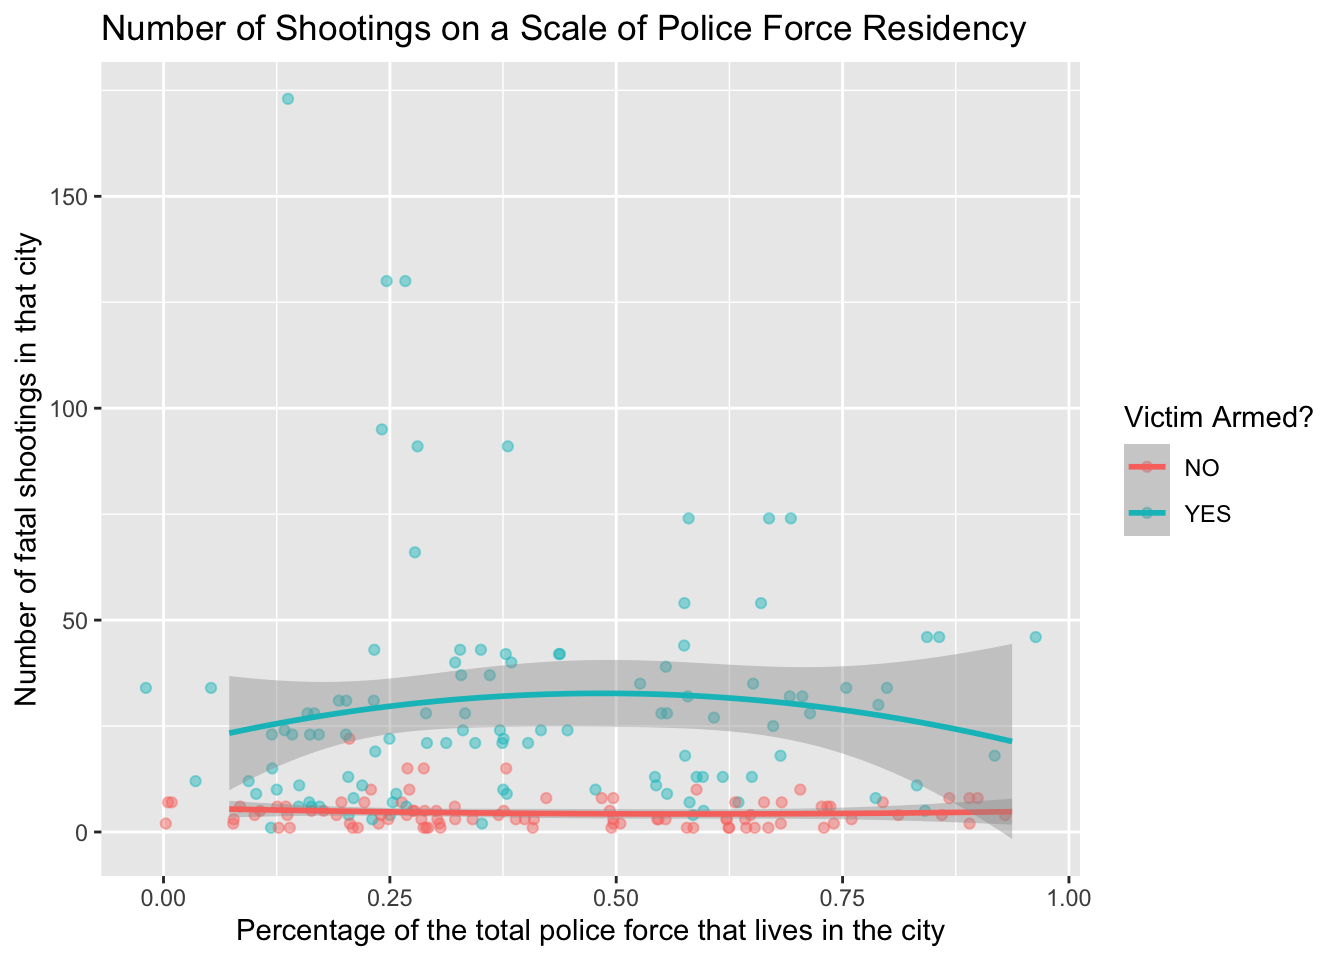 Number of Shootings on a Scale of Police Force Residency
Number of fatal shootings in that city
150
100
50
0
0.00
0.25
0.50
0.75
1.00
Percentage of the total police force that lives in the city
Victim Armed?
NO
YES